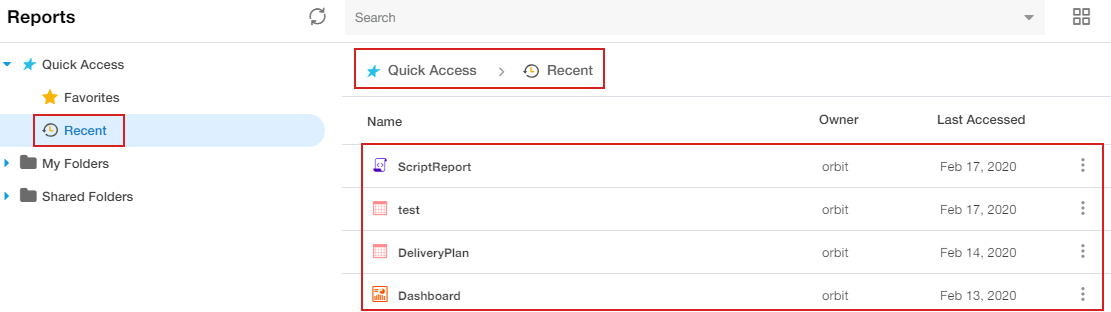 Reports
Search
Quick Access
Favorites
Recent
My Folders
Shared Folders
Quick Access > Recent
Name Owner Last Accessed
ScriptReport orbit Feb 17, 2020
test orbit Feb 17, 2020
DeliveryPlan orbit Feb 14, 2020
Dashboard orbit Feb 13, 2020